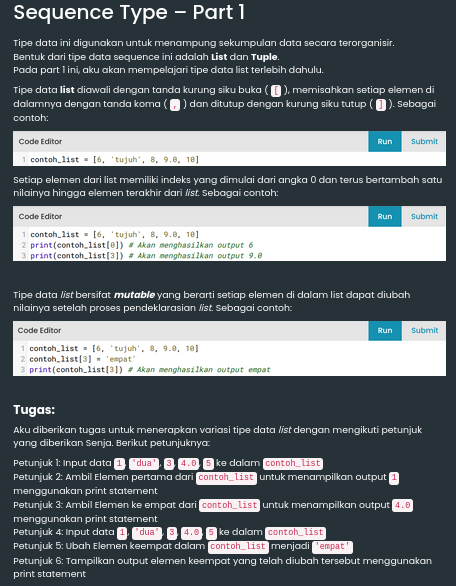 Sequence Type – Part 1
Tipe data ini digunakan untuk menampung sekumpulan data secara terorganisir.
Bentuk dari tipe data sequence ini adalah List dan Tuple.
Pada part 1 ini, aku akan mempelajari tipe data list terlebih dahulu.
Tipe data list diawali dengan tanda kurung siku buka ( [ ), memisahkan setiap elemen di
dalamnya dengan tanda koma ( , ) dan ditutup dengan kurung siku tutup ( ] ). Sebagai
contoh:
Code Editor Run Submit
1 contoh_list = [6, 'tujuh', 8, 9.0, 10]
Setiap elemen dari list memiliki indeks yang dimulai dari angka 0 dan terus bertambah satu
nilainya hingga elemen terakhir dari list. Sebagai contoh:
Code Editor Run Submit
1 contoh_list = [6, 'tujuh', 8, 9.0, 10]
2 print(contoh_list[0]) # Akan menghasilkan output 6
3 print(contoh_list[3]) # Akan menghasilkan output 9.0
Tipe data list bersifat mutable yang berarti setiap elemen di dalam list dapat diubah
nilainya setelah proses pendeklarasian list. Sebagai contoh:
Code Editor Run Submit
1 contoh_list = [6, 'tujuh', 8, 9.0, 10]
2 contoh_list[3] = 'empat'
3 print(contoh_list[3]) # Akan menghasilkan output empat
Tugas:
Aku diberikan tugas untuk menerapkan variasi tipe data list dengan mengikuti petunjuk
yang diberikan Senja. Berikut petunjuknya:
Petunjuk 1: Input data 1, 'dua', 3, 4.0, 5 ke dalam contoh_list
Petunjuk 2: Ambil Elemen pertama dari contoh_list untuk menampilkan output 1
menggunakan print statement
Petunjuk 3: Ambil Elemen ke empat dari contoh_list untuk menampilkan output 4.0
menggunakan print statement
Petunjuk 4: Input data 1, 'dua', 3, 4.0, 5 ke dalam contoh_list
Petunjuk 5: Ubah Elemen keempat dalam contoh_list menjadi 'empat'
Petunjuk 6: Tampilkan output elemen keempat yang telah diubah tersebut menggunakan
print statement